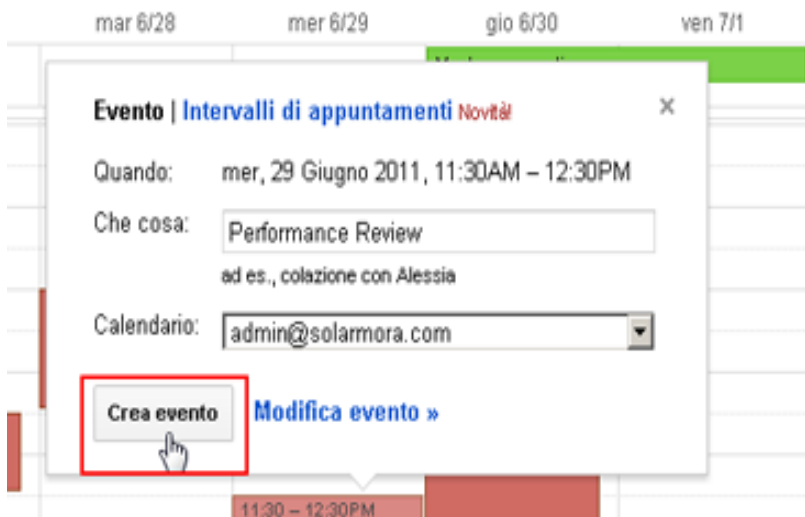 mar 6/28 mer 6/29 gio 6/30 ven 7/1
Evento | Intervalli di appuntamenti Novità!
Quando: mer, 29 Giugno 2011, 11:30AM – 12:30PM
Che cosa: Performance Review
ad es., colazione con Alessia
Calendario: admin@solarmora.com
Crea evento Modifica evento »
11:30 – 12:30PM